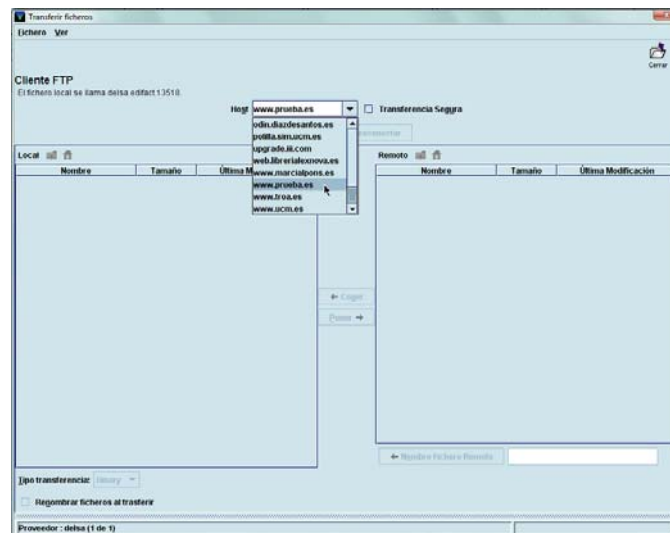 Transferir ficheros
Fichero Ver
Cerrar
Cliente FTP
El fichero local se llama delsa edifact.13518.
Host www.prueba.es Transferencia Segura
odin.diazdesantos.es
polilla.sim.ucm.es
upgrade.iii.com
web.librerialexnova.es
www.marcialpons.es
www.prueba.es
www.troa.es
www.ucm.es
Local
Nombre Tamaño Última M
Remoto
Nombre Tamaño Última Modificación
Coger
Poner
Nombre Fichero Remoto
Tipo transferencia: Binary
Regombrar ficheros al trasferir
Proveedor : delsa (1 de 1)